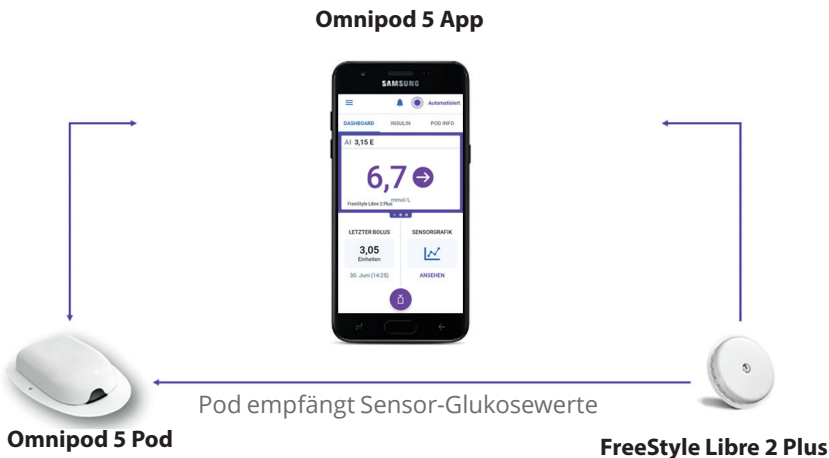 Omnipod 5 App
SAMSUNG
Automatisiert
DASHBOARD INSULIN POD INFO
AI 3,15 E
6,7
mmol/L
FreeStyle Libre 2 Plus
LETZTER BOLUS SENSORGRAFIK
3,05
Einheiten
30. Juni (14:25) ANSEHEN
Pod empfängt Sensor-Glukosewerte
Omnipod 5 Pod
FreeStyle Libre 2 Plus